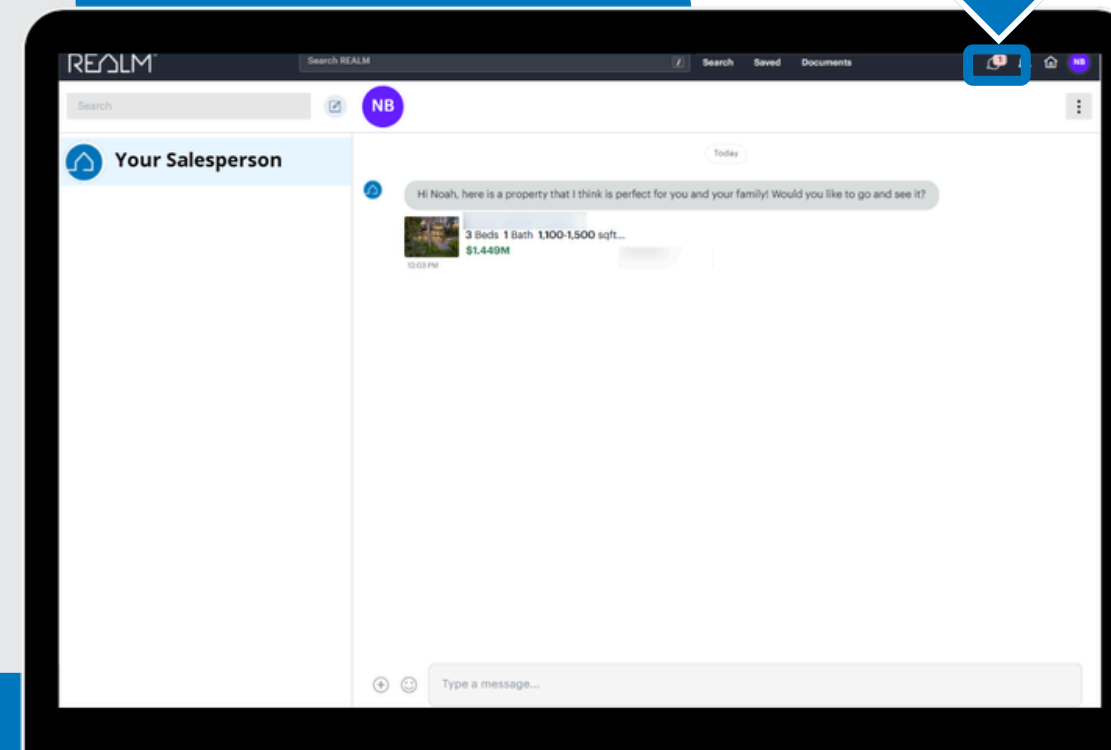 REALM
Search REALM
/
Search
Saved
Documents
1
NB
Search
NB
Your Salesperson
Today
Hi Noah, here is a property that I think is perfect for you and your family! Would you like to go and see it?
3 Beds 1 Bath 1,100-1,500 sqft...
$1.449M
12:03 PM
Type a message...